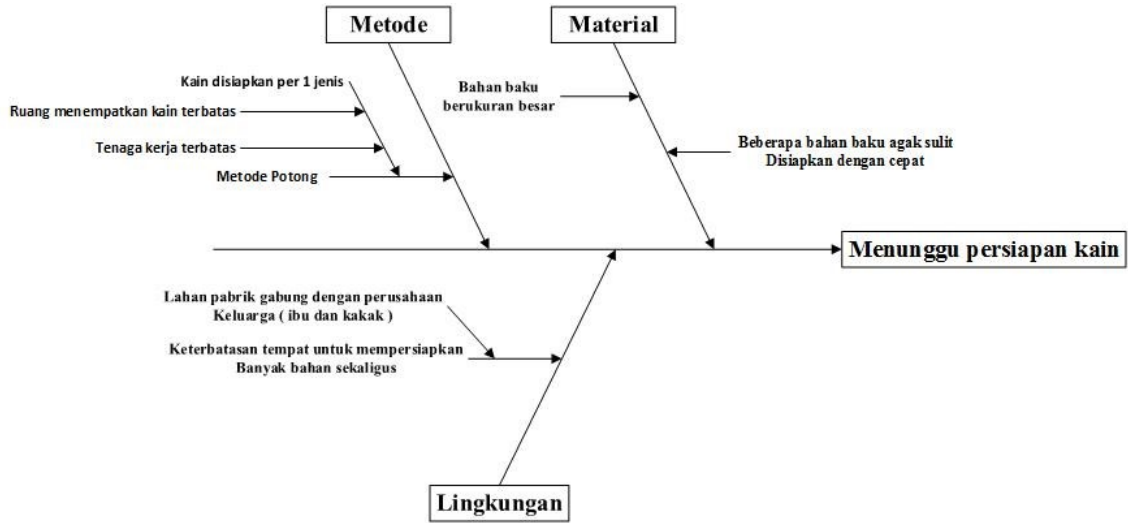 Metode
Material
Kain disiapkan per 1 jenis
Ruang menempatkan kain terbatas
Tenaga kerja terbatas
Metode Potong
Bahan baku
berukuran besar
Beberapa bahan baku agak sulit
Disiapkan dengan cepat
Menunggu persiapan kain
Lahan pabrik gabung dengan perusahaan
Keluarga ( ibu dan kakak )
Keterbatasan tempat untuk mempersiapkan
Banyak bahan sekaligus
Lingkungan